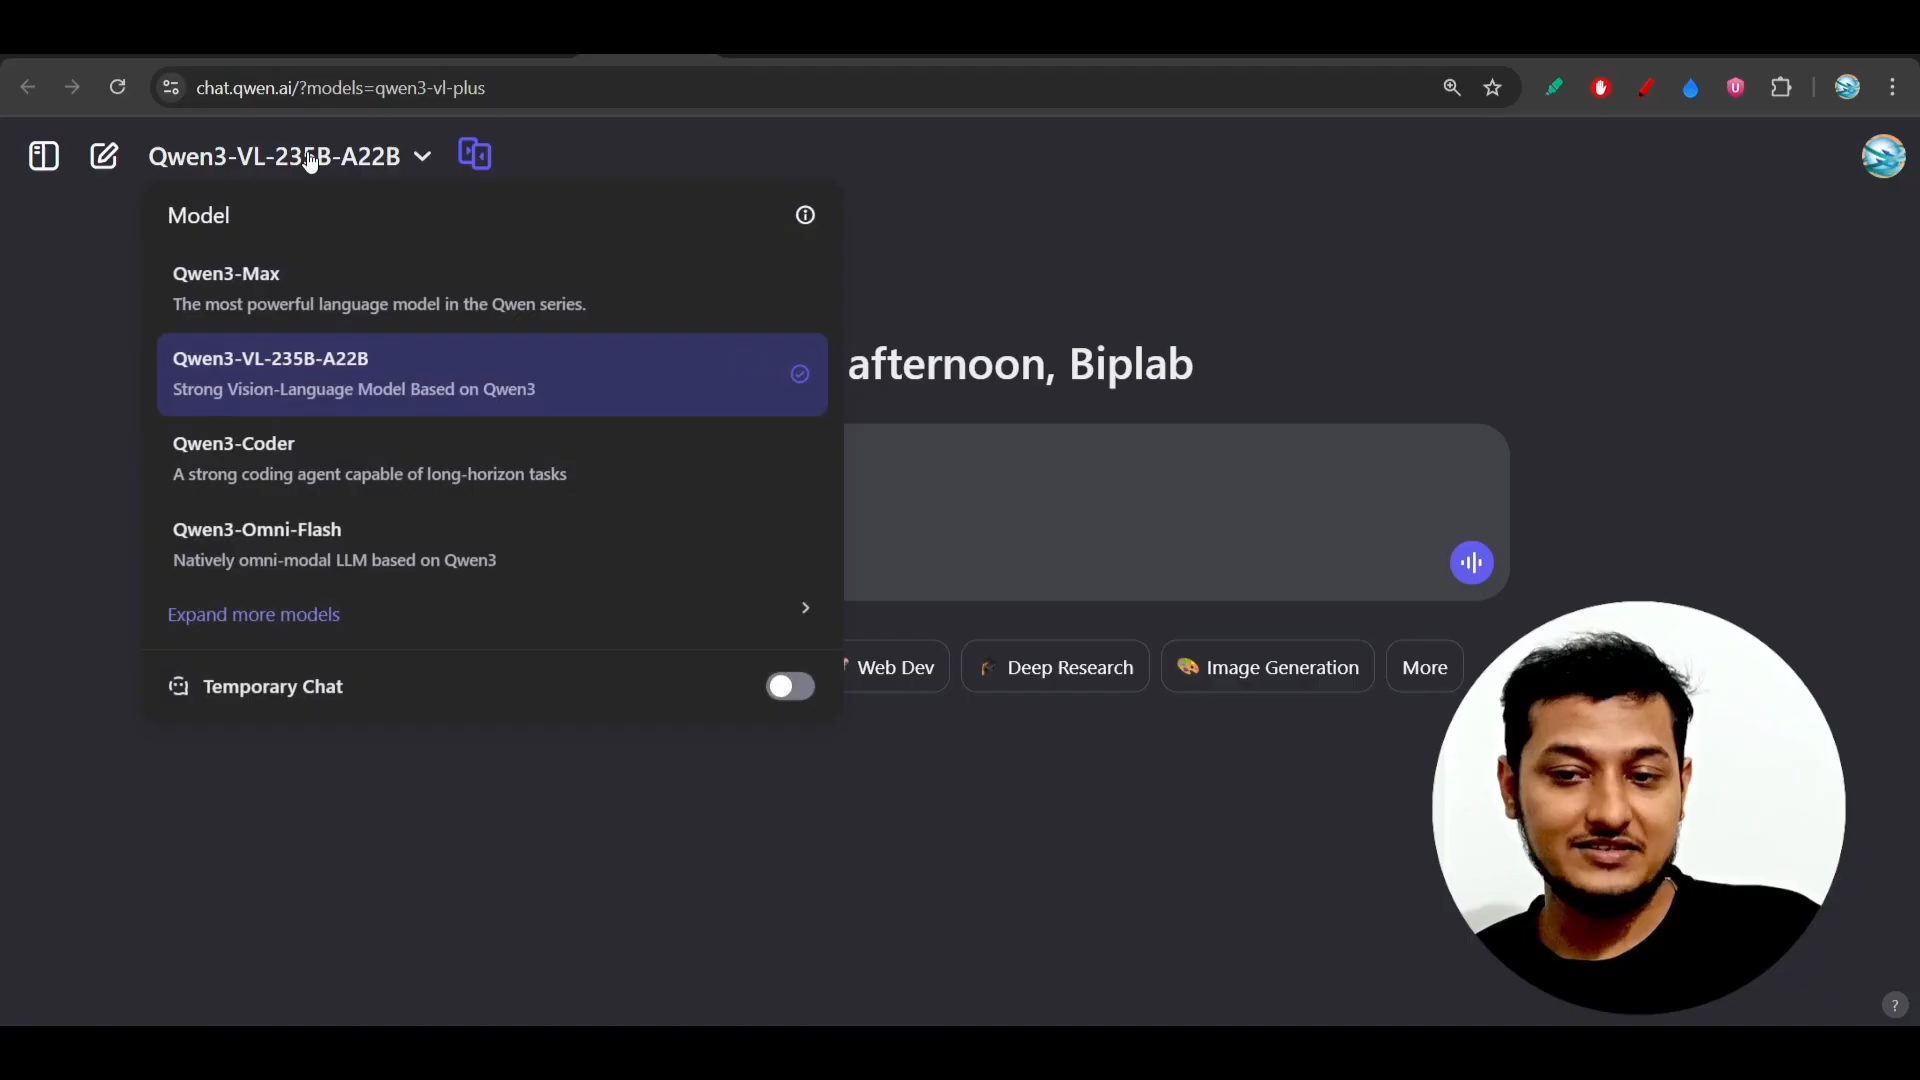 chat.qwen.ai/?models=qwen3-vl-plus
Qwen3-VL-235B-A22B
Model
Qwen3-Max
The most powerful language model in the Qwen series.
Qwen3-VL-235B-A22B
Strong Vision-Language Model Based on Qwen3
Qwen3-Coder
A strong coding agent capable of long-horizon tasks
Qwen3-Omni-Flash
Natively omni-modal LLM based on Qwen3
Expand more models
Temporary Chat
afternoon, Biplab
Web Dev
Deep Research
Image Generation
More
?